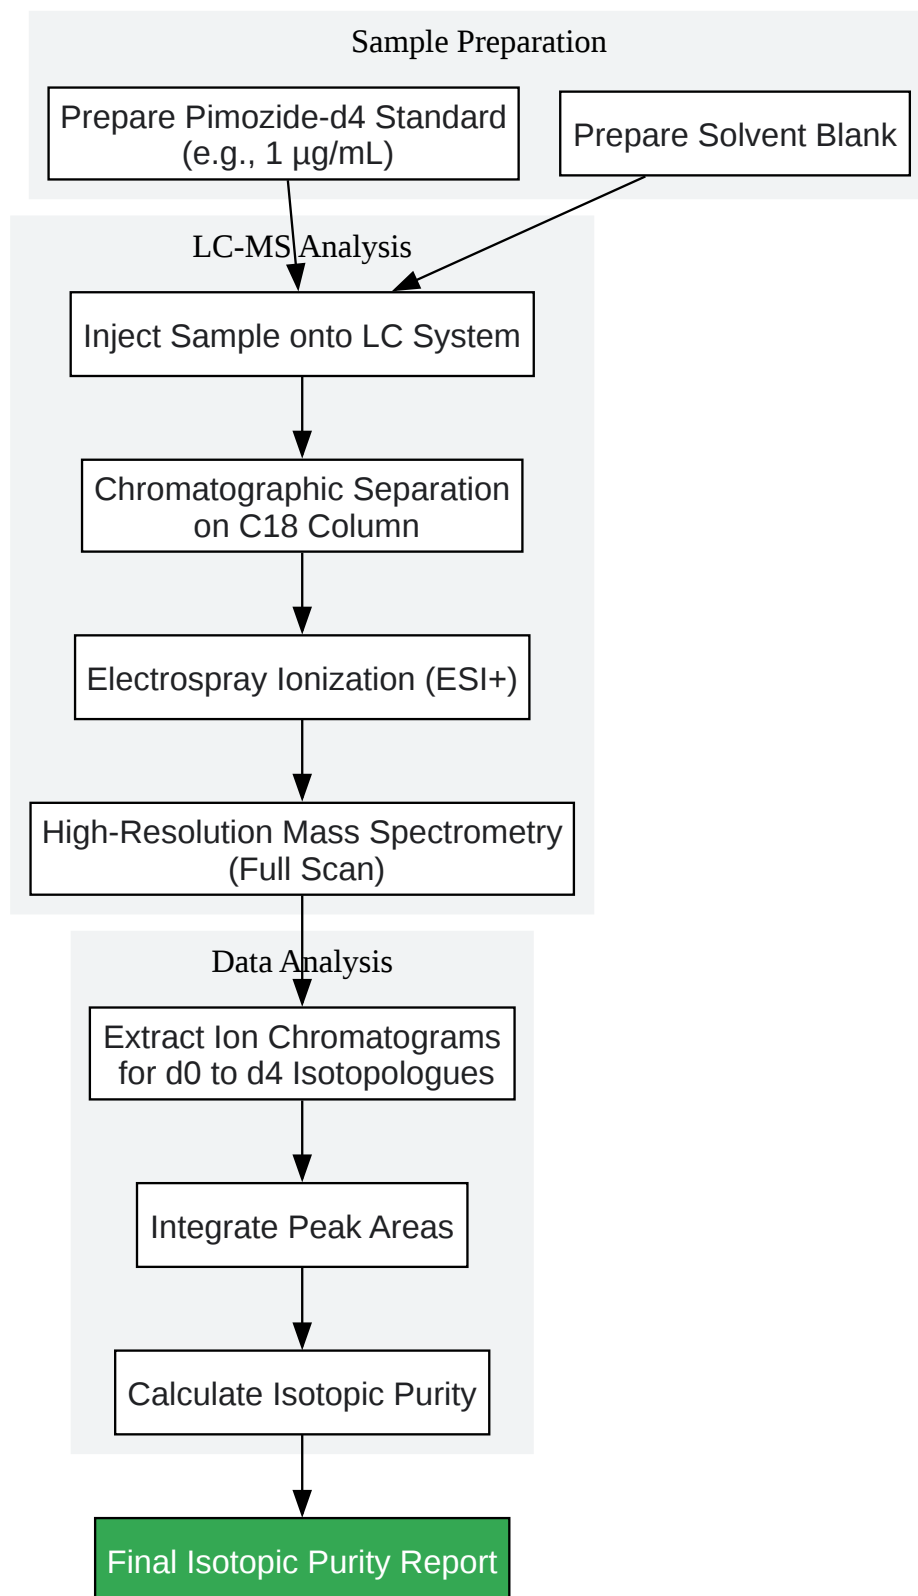 Sample Preparation
Prepare Pimozide-d4 Standard
(e.g., 1 µg/mL)
Prepare Solvent Blank
LC-MS Analysis
Inject Sample onto LC System
Chromatographic Separation
on C18 Column
Electrospray Ionization (ESI+)
High-Resolution Mass Spectrometry
(Full Scan)
Data Analysis
Extract Ion Chromatograms
for d0 to d4 Isotopologues
Integrate Peak Areas
Calculate Isotopic Purity
Final Isotopic Purity Report